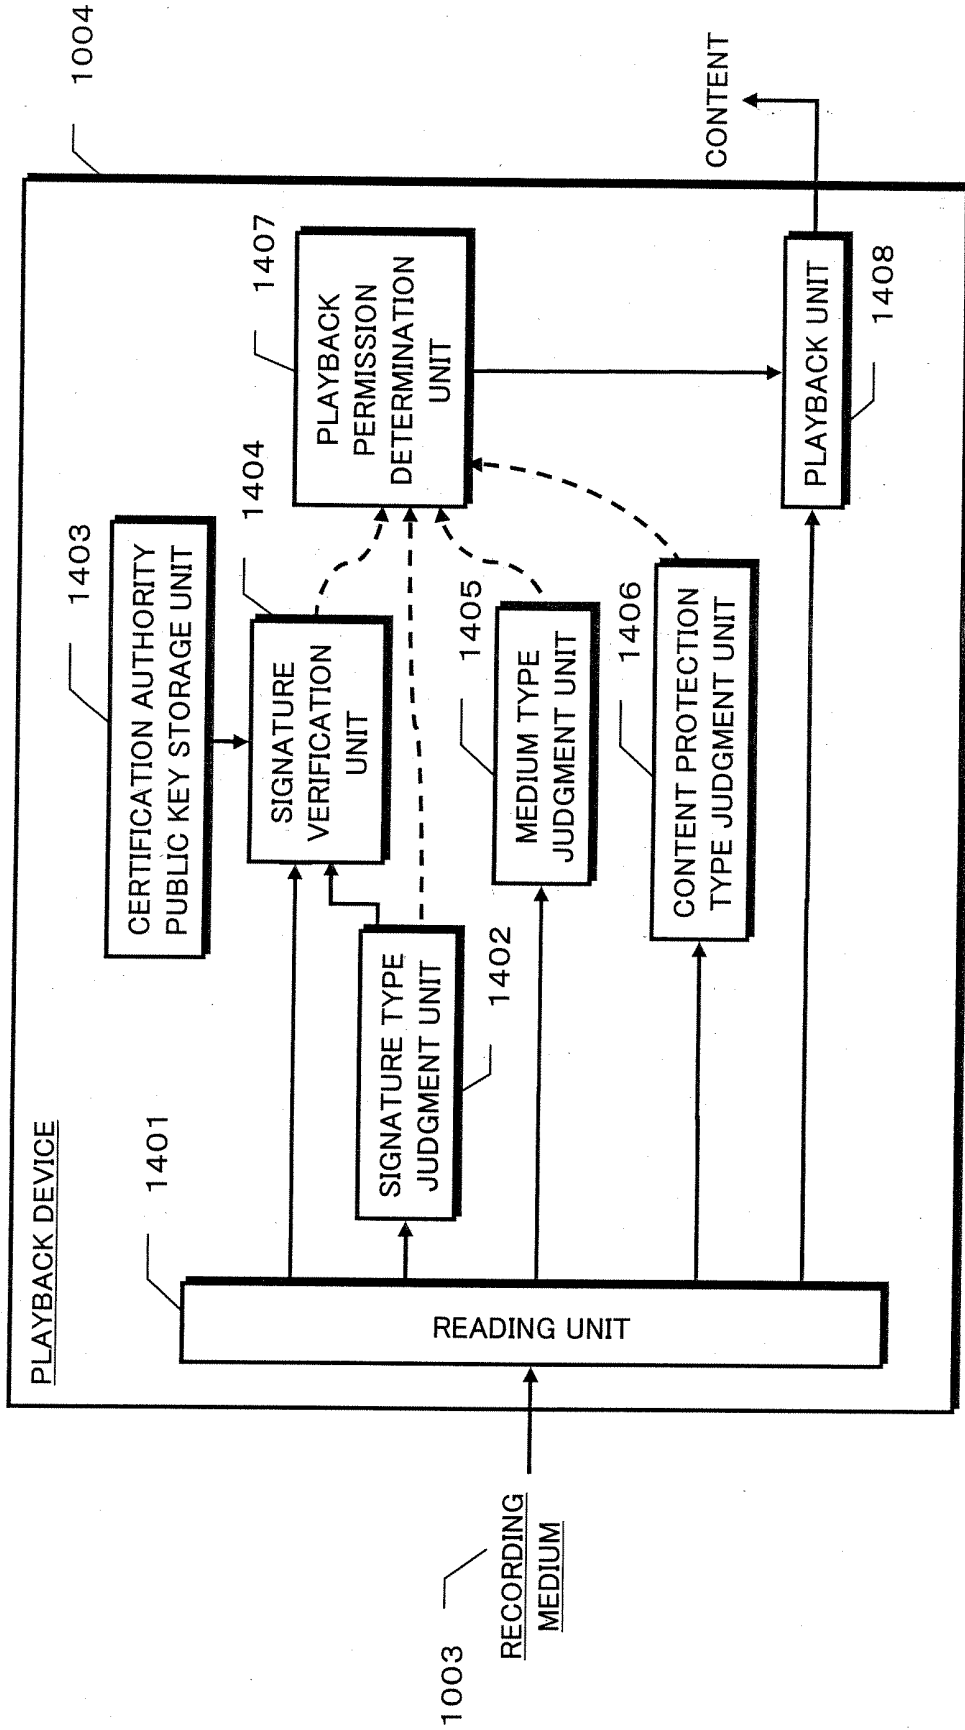 PLAYBACK DEVICE
1004
1403
CERTIFICATION AUTHORITY
PUBLIC KEY STORAGE UNIT
1404
SIGNATURE
VERIFICATION
UNIT
1407
PLAYBACK
PERMISSION
DETERMINATION
UNIT
1401
READING UNIT
SIGNATURE TYPE
JUDGMENT UNIT
1402
1405
MEDIUM TYPE
JUDGMENT UNIT
1406
CONTENT PROTECTION
TYPE JUDGMENT UNIT
PLAYBACK UNIT
1408
CONTENT
1003
RECORDING
MEDIUM